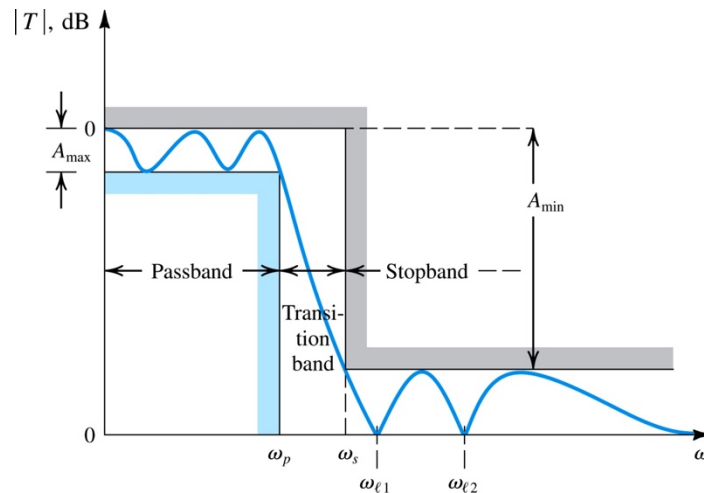 |T|, dB
0
A_max
A_min
Passband
Stopband
Transi-
tion
band
0
ω_p
ω_s
ω_ℓ1
ω_ℓ2
ω